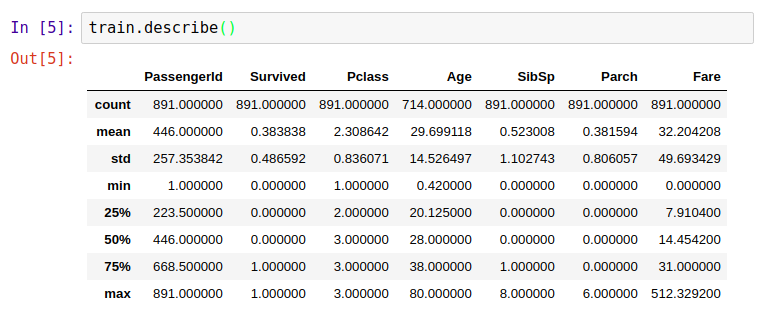 In [5]: train.describe()
Out[5]:
PassengerId Survived Pclass Age SibSp Parch Fare
count 891.000000 891.000000 891.000000 714.000000 891.000000 891.000000 891.000000
mean 446.000000 0.383838 2.308642 29.699118 0.523008 0.381594 32.204208
std 257.353842 0.486592 0.836071 14.526497 1.102743 0.806057 49.693429
min 1.000000 0.000000 1.000000 0.420000 0.000000 0.000000 0.000000
25% 223.500000 0.000000 2.000000 20.125000 0.000000 0.000000 7.910400
50% 446.000000 0.000000 3.000000 28.000000 0.000000 0.000000 14.454200
75% 668.500000 1.000000 3.000000 38.000000 1.000000 0.000000 31.000000
max 891.000000 1.000000 3.000000 80.000000 8.000000 6.000000 512.329200